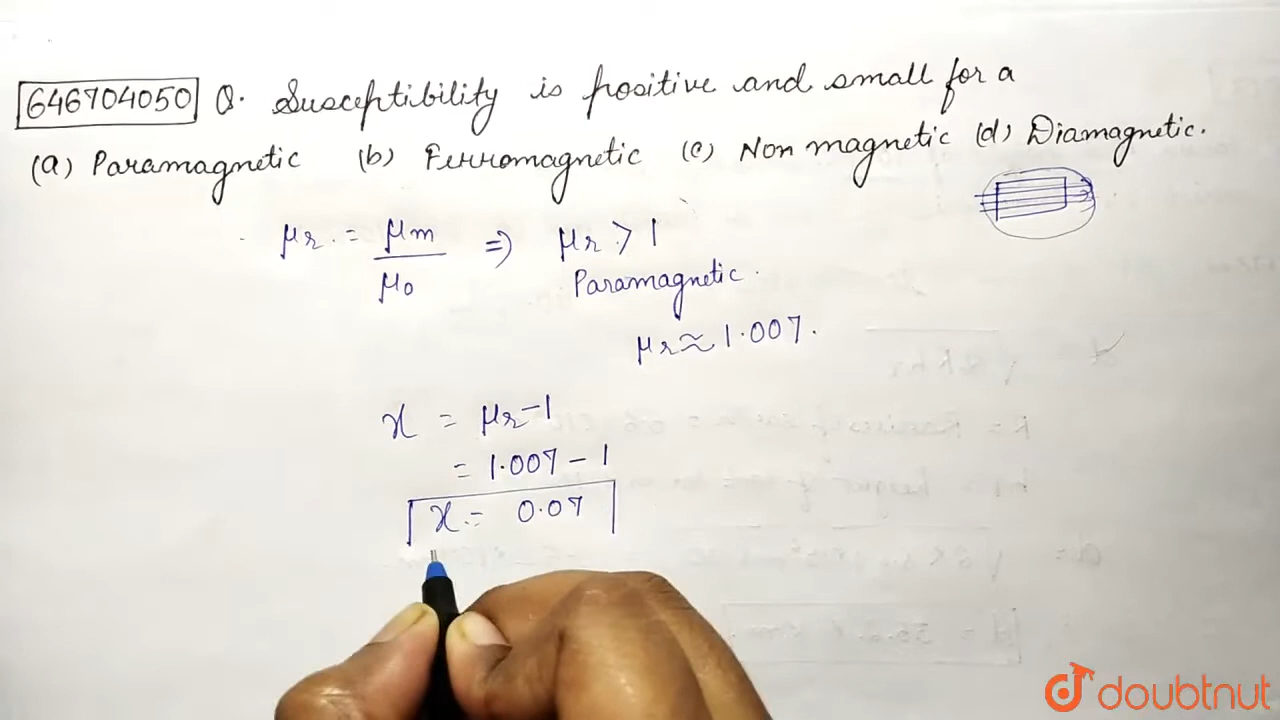 646704050 Q. Susceptibility is positive and small for a
(a) Paramagnetic (b) Ferromagnetic (c) Non magnetic (d) Diamagnetic.
μr = μm / μ0 ⇒ μr > 1
Paramagnetic.
μr ≈ 1.007.
x = μr - 1
= 1.007 - 1
x = 0.07
doubtnut